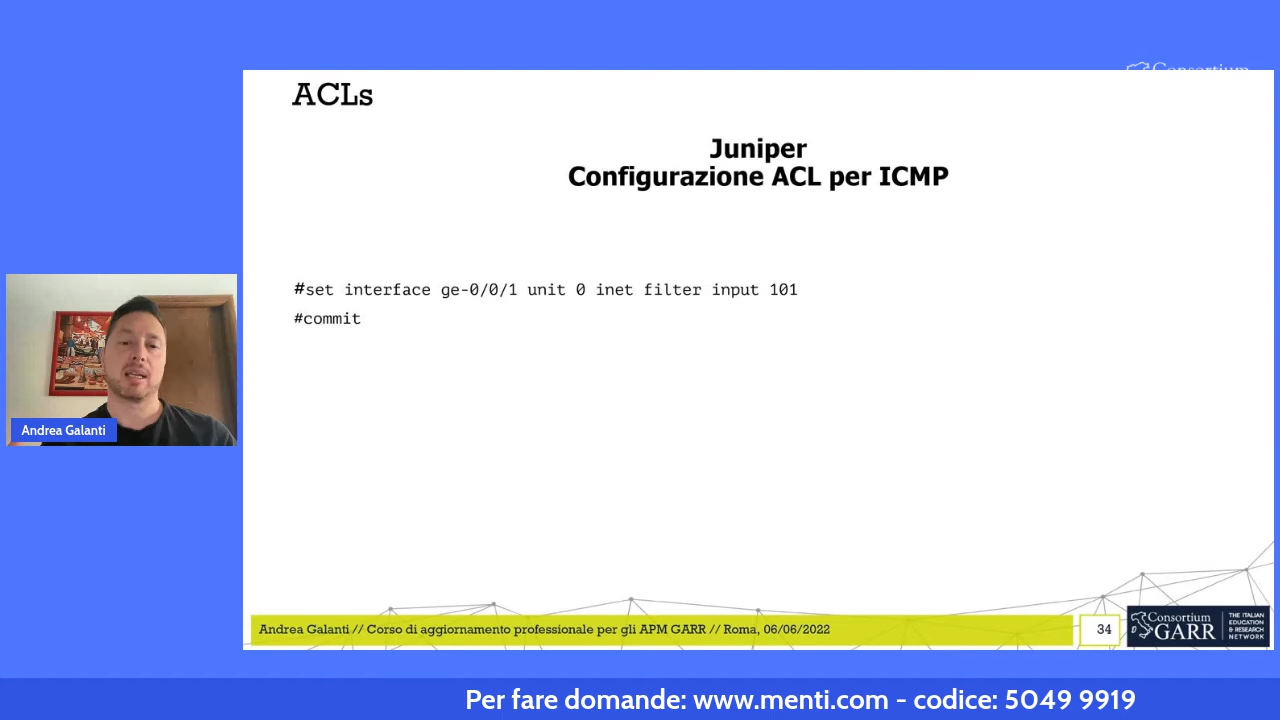 Consortium
ACLs
Juniper
Configurazione ACL per ICMP
#set interface ge-0/0/1 unit 0 inet filter input 101
#commit
Andrea Galanti
Andrea Galanti // Corso di aggiornamento professionale per gli APM GARR // Roma, 06/06/2022
34
Consortium
GARR
THE ITALIAN
EDUCATION
& RESEARCH
NETWORK
Per fare domande: www.menti.com - codice: 5049 9919